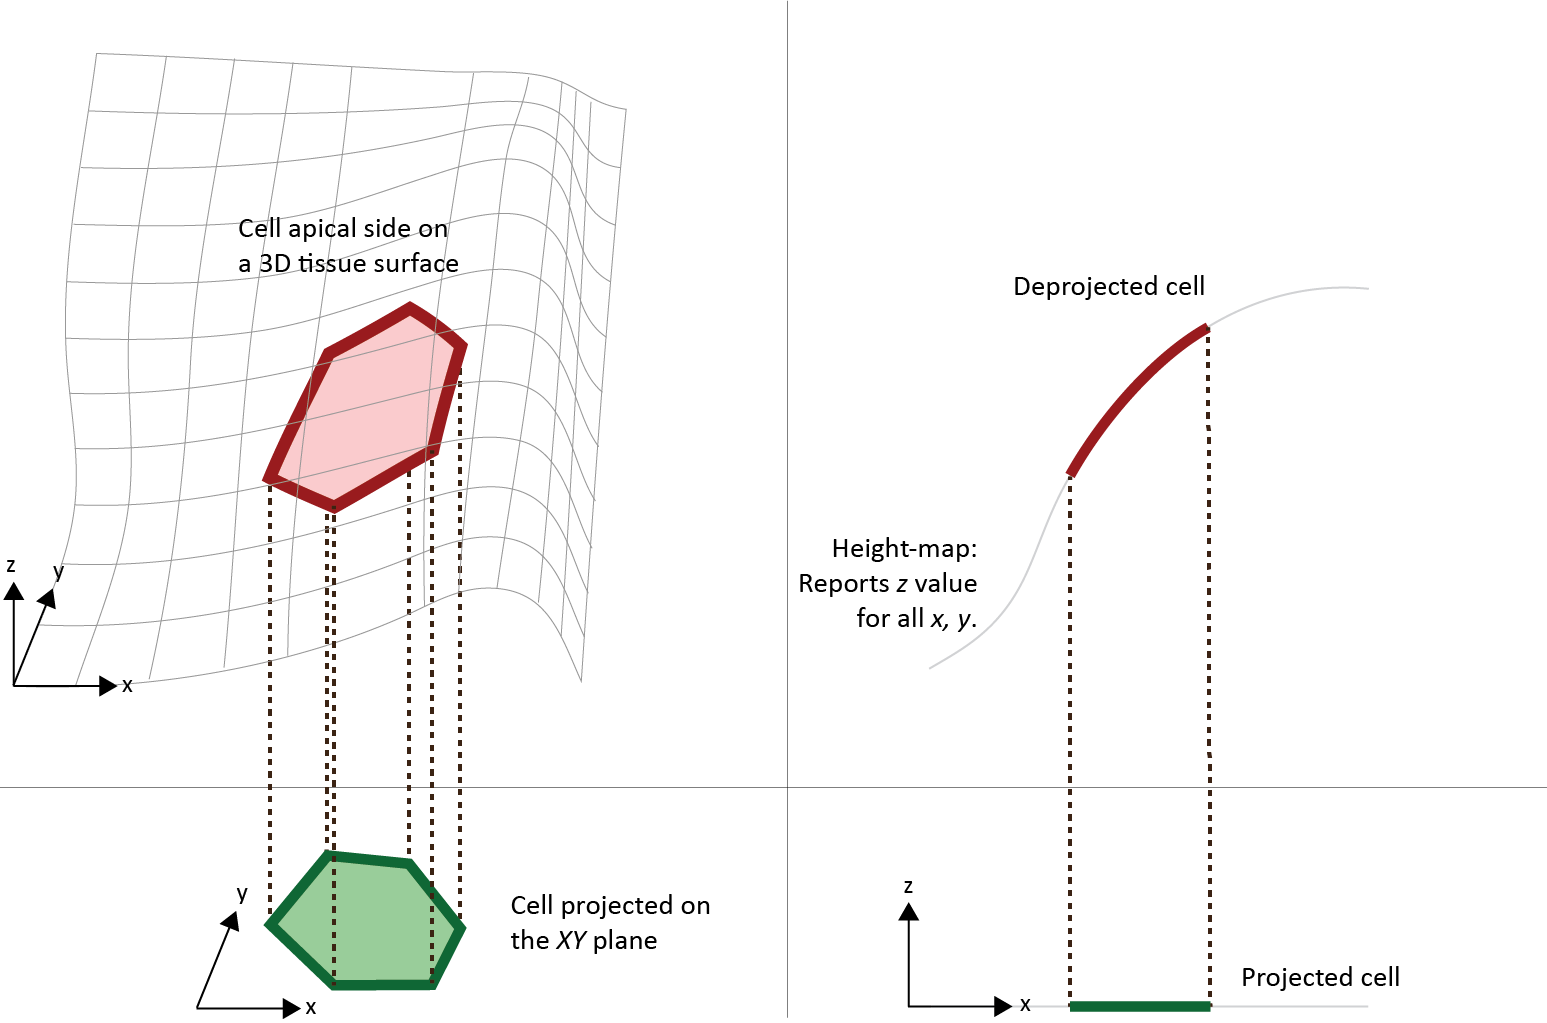 Cell apical side on
a 3D tissue surface
z
y
x
Cell projected on
the XY plane
y
x
Deprojected cell
Height-map:
Reports z value
for all x, y.
z
x
Projected cell